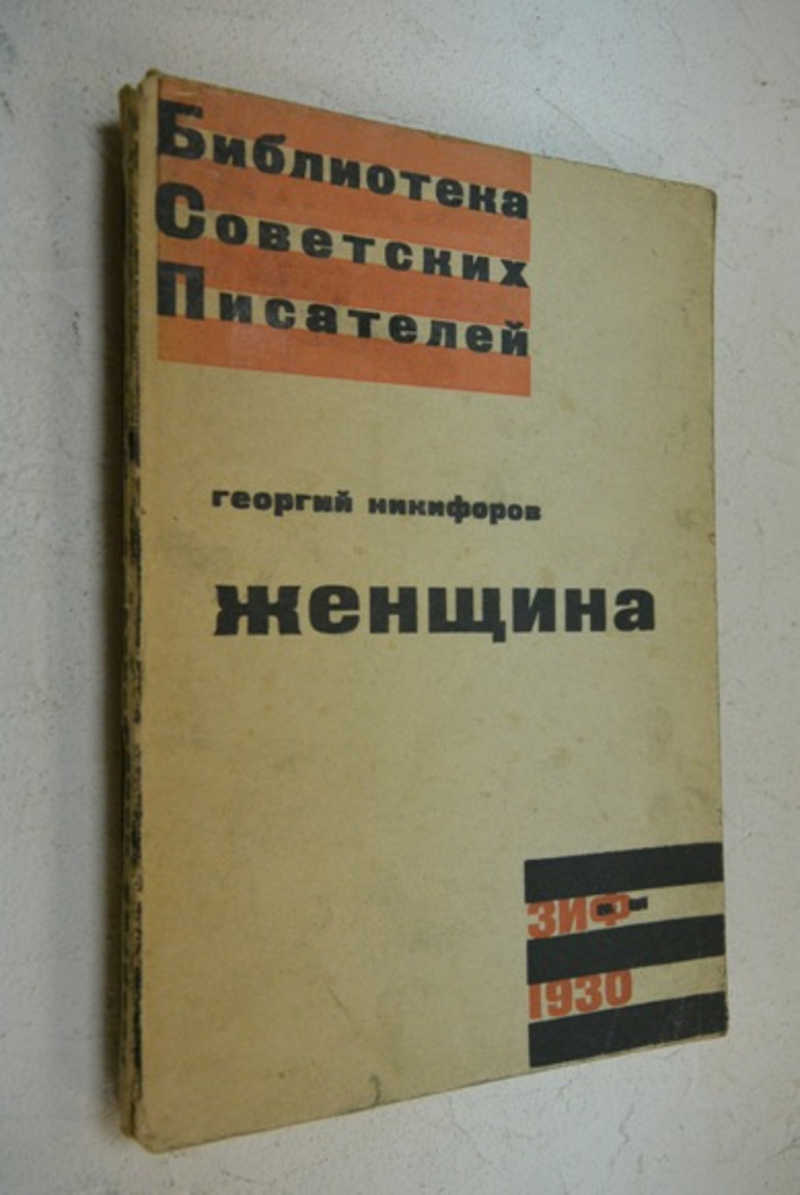 Библиотека
Советских
Писателей
георгий никифоров
женщина
ЗИФ
1930